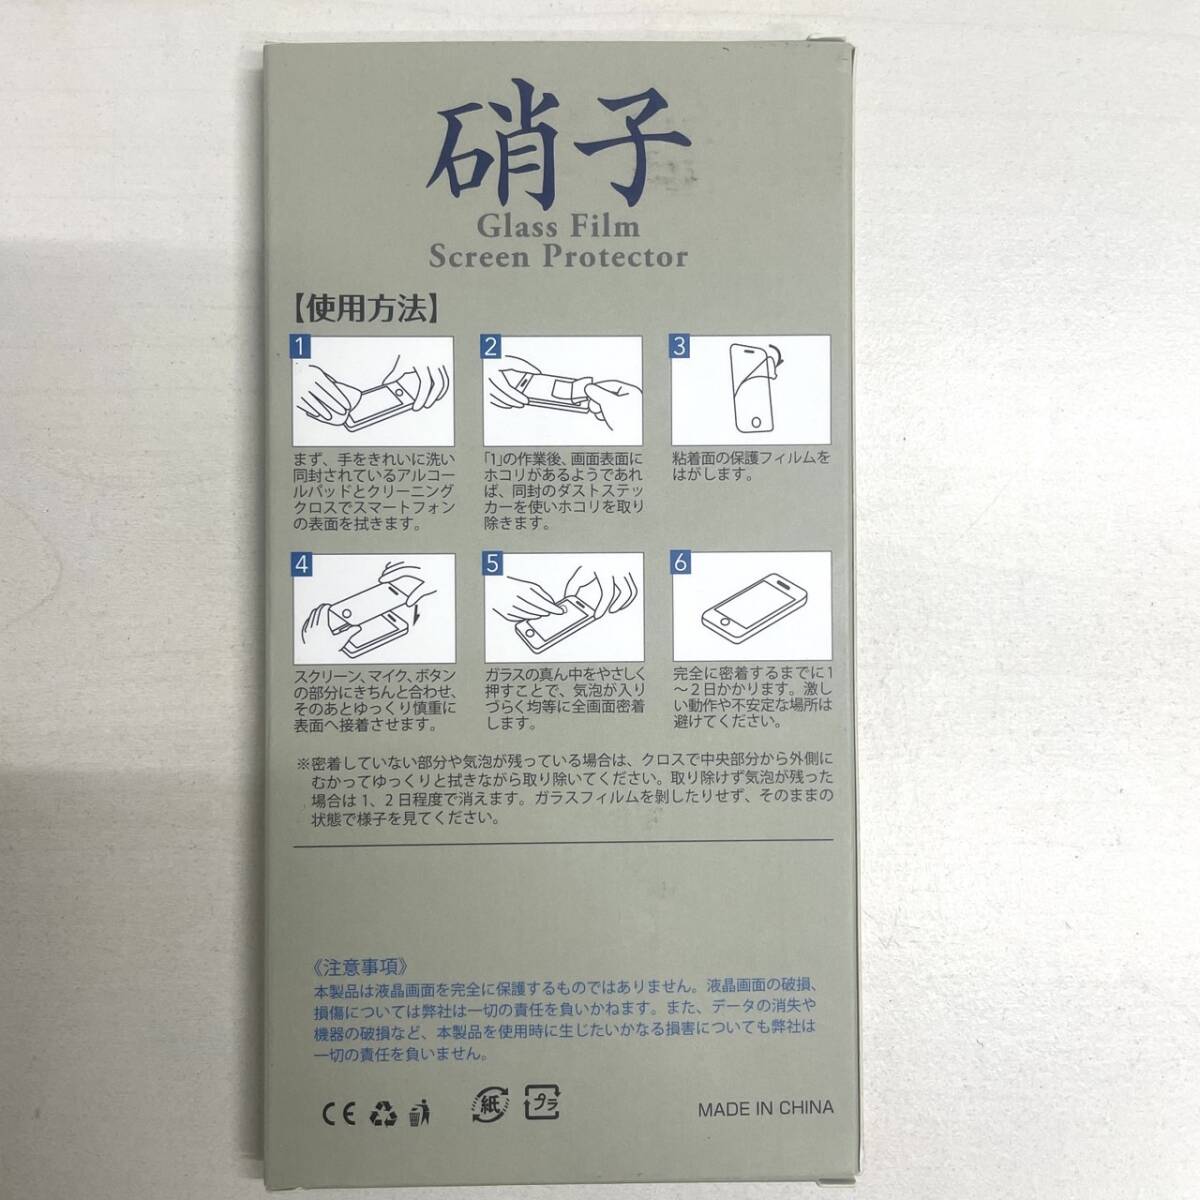 硝子
Glass Film
Screen Protector
【使用方法】
1
まず、手をきれいに洗い
同封されているアルコー
ルパッドとクリーニング
クロスでスマートフォン
の表面を拭きます。
2
「1」の作業後、画面表面に
ホコリがあるようであれ
ば、同封のダストステッ
カーを使いホコリを取り
除きます。
3
粘着面の保護フィルムを
はがします。
4
スクリーン、マイク、ボタン
の部分にきちんと合わせ、
そのあとゆっくり慎重に
表面へ接着させます。
5
ガラスの真ん中をやさしく
押すことで、気泡が入り
づらく均等に全画面密着
します。
6
完全に密着するまでに1
～2日かかります。激し
い動作や不安定な場所は
避けてください。
※密着していない部分や気泡が残っている場合は、クロスで中央部分から外側に
むかってゆっくりと拭きながら取り除いてください。取り除けず気泡が残った
場合は1、2日程度で消えます。ガラスフィルムを剝したりせず、そのままの
状態で様子を見てください。
《注意事項》
本製品は液晶画面を完全に保護するものではありません。液晶画面の破損、
損傷については弊社は一切の責任を負いかねます。また、データの消失や
機器の破損など、本製品を使用時に生じたいかなる損害についても弊社は
一切の責任を負いません。
CE 紙 プラ
MADE IN CHINA